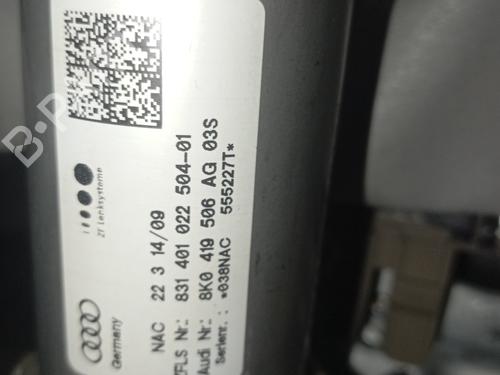 ZF Lenksysteme
Germany
NAC 22 3 14/09
ZFLS Nr.: 831 401 022 504-01
Audi Nr.: 8K0 419 506 AG 03S
Serienr.: *038NAC 555227T*